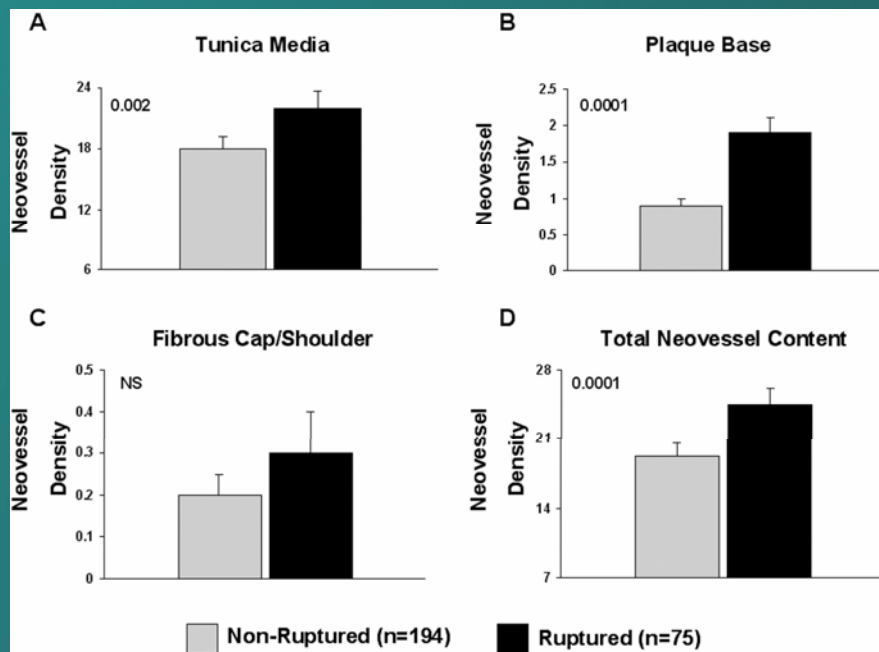 A
Tunica Media
0.002
Neovessel
Density
24
18
12
6
B
Plaque Base
0.0001
Neovessel
Density
2.5
2
1.5
1
0.5
0
C
Fibrous Cap/Shoulder
NS
Neovessel
Density
0.5
0.4
0.3
0.2
0.1
0
D
Total Neovessel Content
0.0001
Neovessel
Density
28
21
14
7
Non-Ruptured (n=194)
Ruptured (n=75)